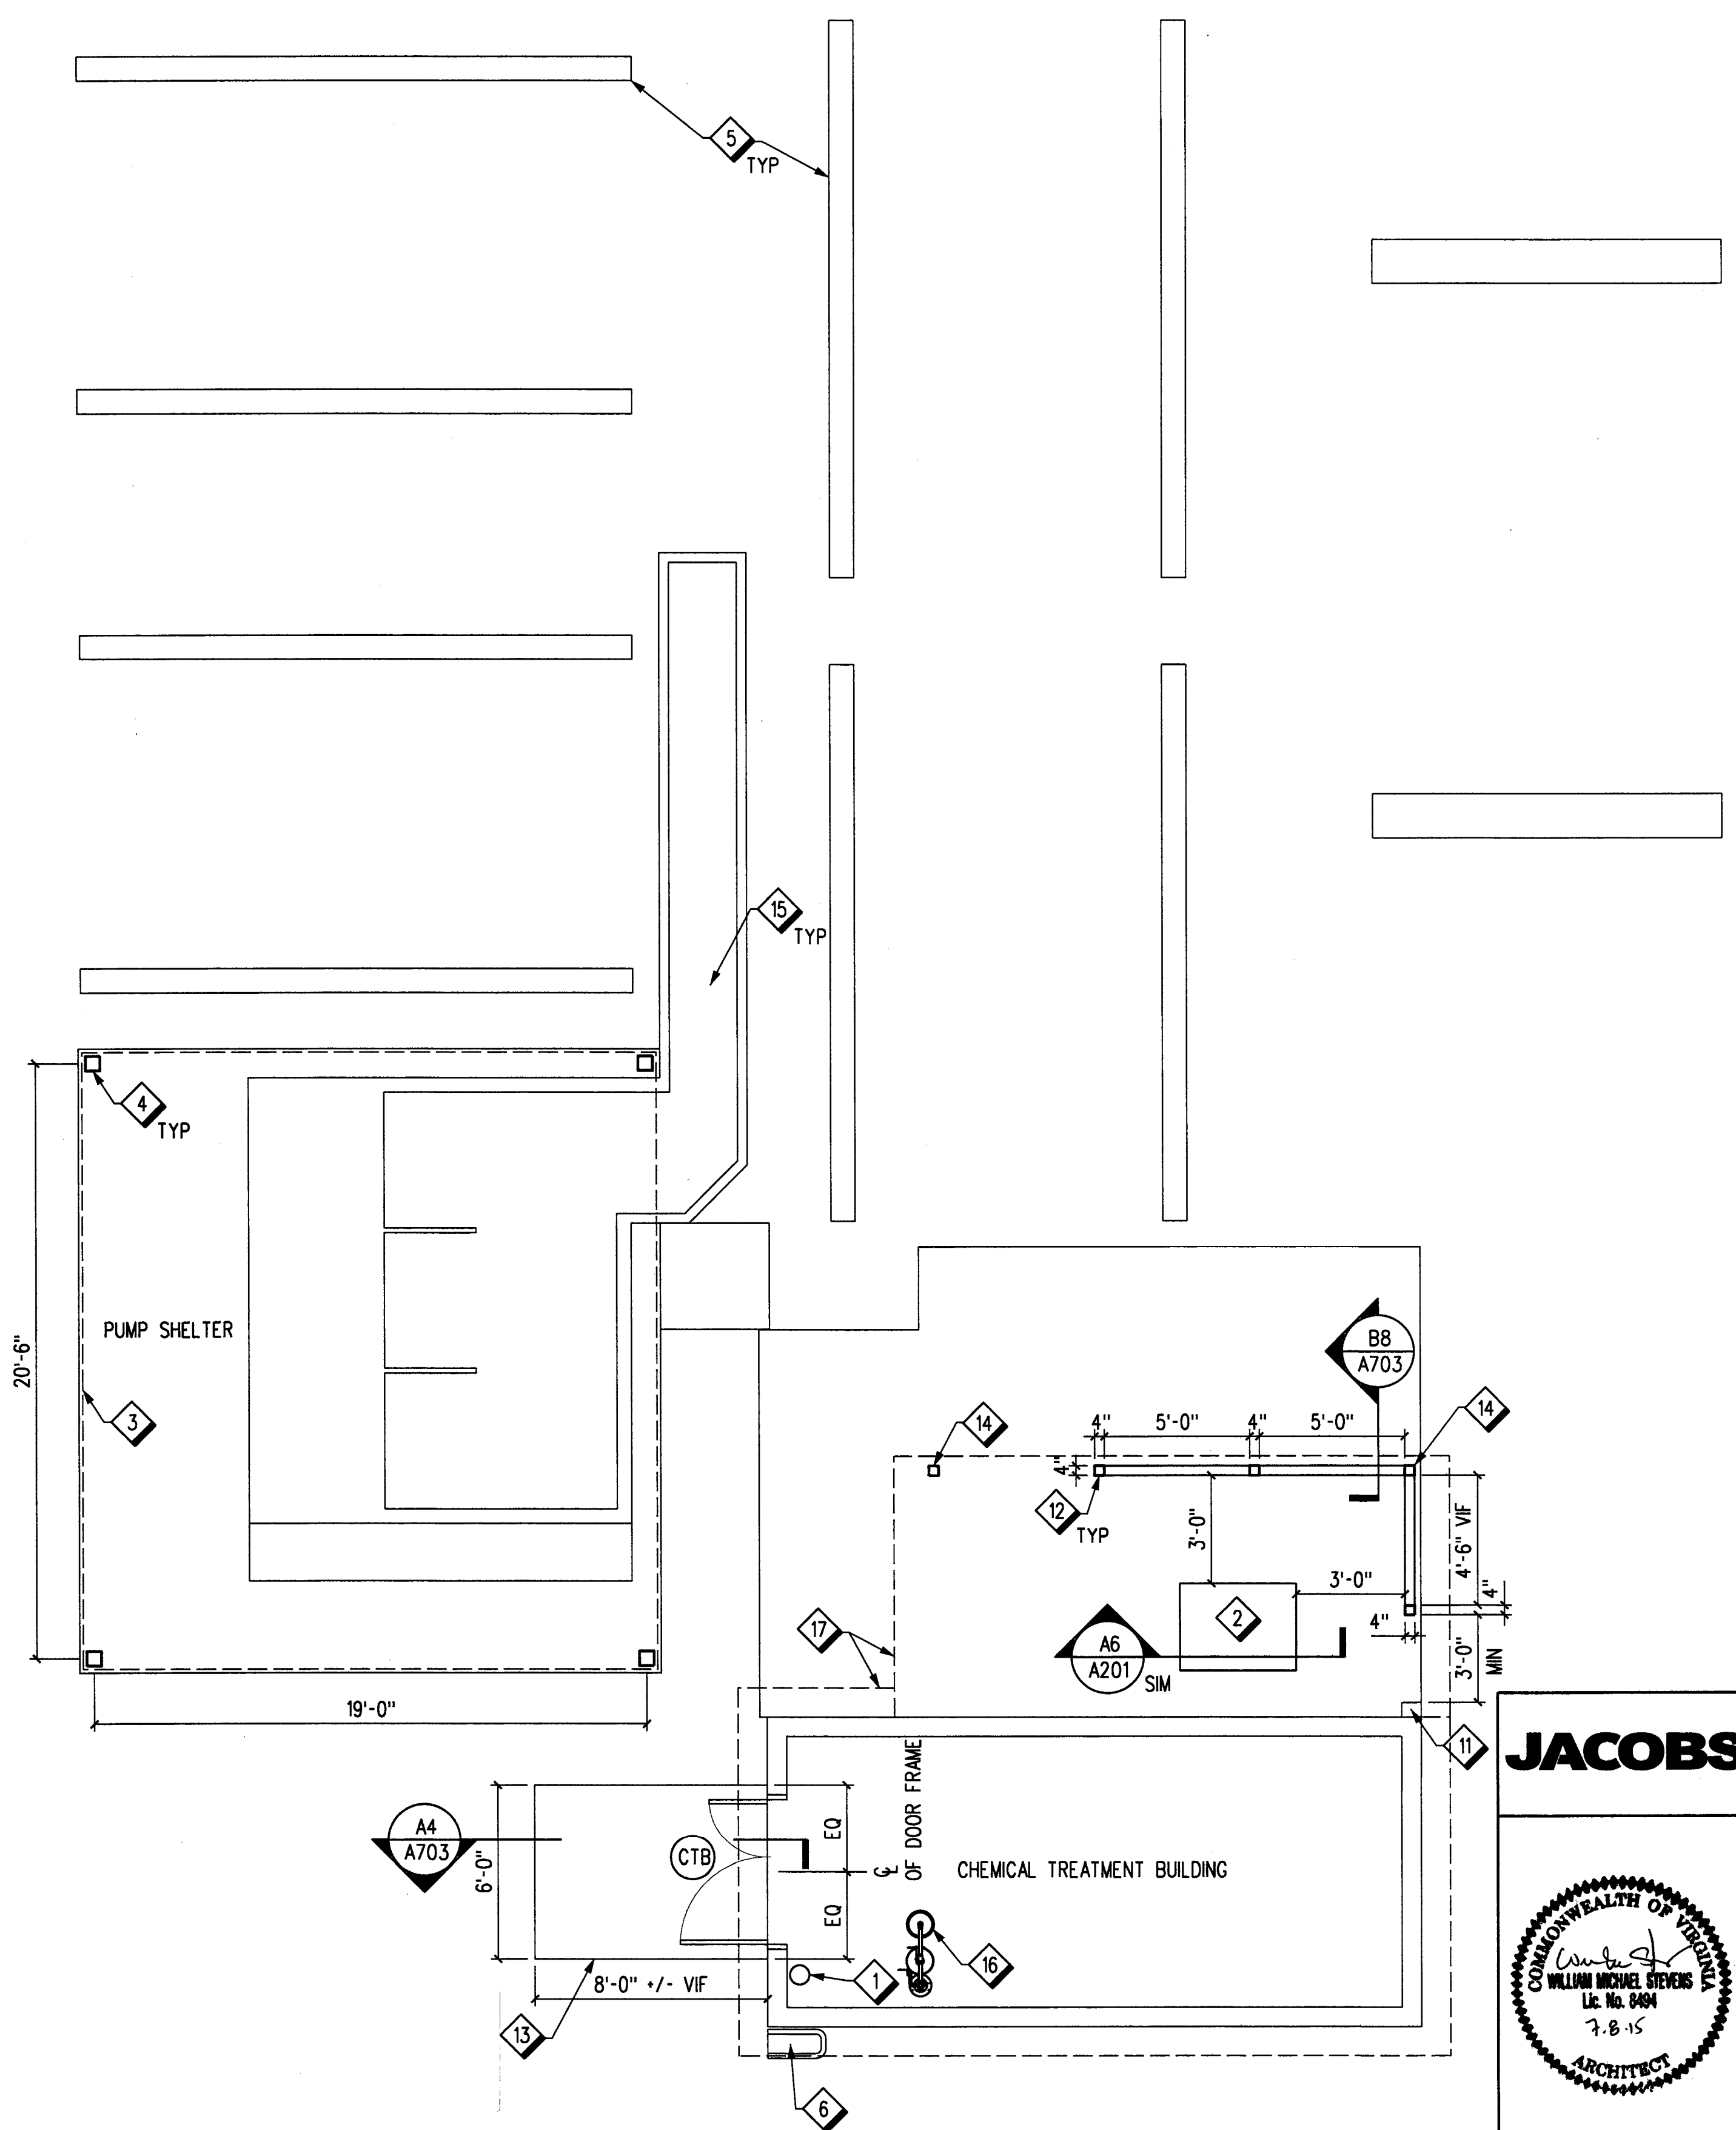 5
TYP
15
TYP
4
TYP
PUMP SHELTER
20'-6"
3
19'-0"
B8
A703
14
14
4"
5'-0"
4"
5'-0"
4"
12
TYP
3'-0"
4'-6" VIF
3'-0"
4"
2
4"
17
A6
A201
SIM
3'-0"
MIN
11
JACOBS
A4
A703
6'-0"
CTB
EQ
EQ
℄
OF DOOR FRAME
CHEMICAL TREATMENT BUILDING
16
1
8'-0" +/- VIF
13
6
COMMONWEALTH OF VIRGINIA
WILLIAM MICHAEL STEVENS
Lic. No. 8494
7.8.15
ARCHITECT